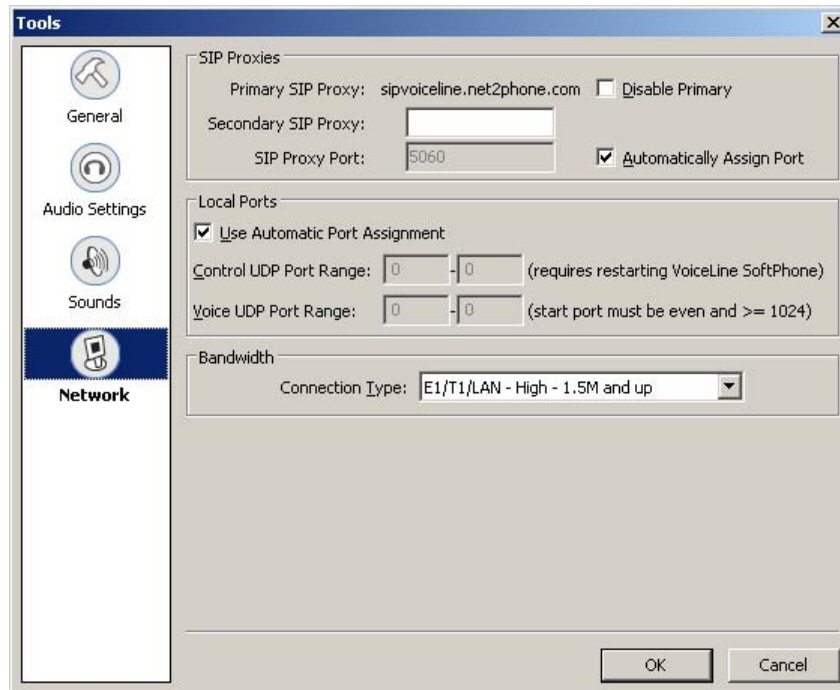 Tools
General
Audio Settings
Sounds
Network
SIP Proxies
Primary SIP Proxy: sipvoiceline.net2phone.com Disable Primary
Secondary SIP Proxy:
SIP Proxy Port: 5060 Automatically Assign Port
Local Ports
Use Automatic Port Assignment
Control UDP Port Range: 0 - 0 (requires restarting VoiceLine SoftPhone)
Voice UDP Port Range: 0 - 0 (start port must be even and >= 1024)
Bandwidth
Connection Type: E1/T1/LAN - High - 1.5M and up
OK Cancel